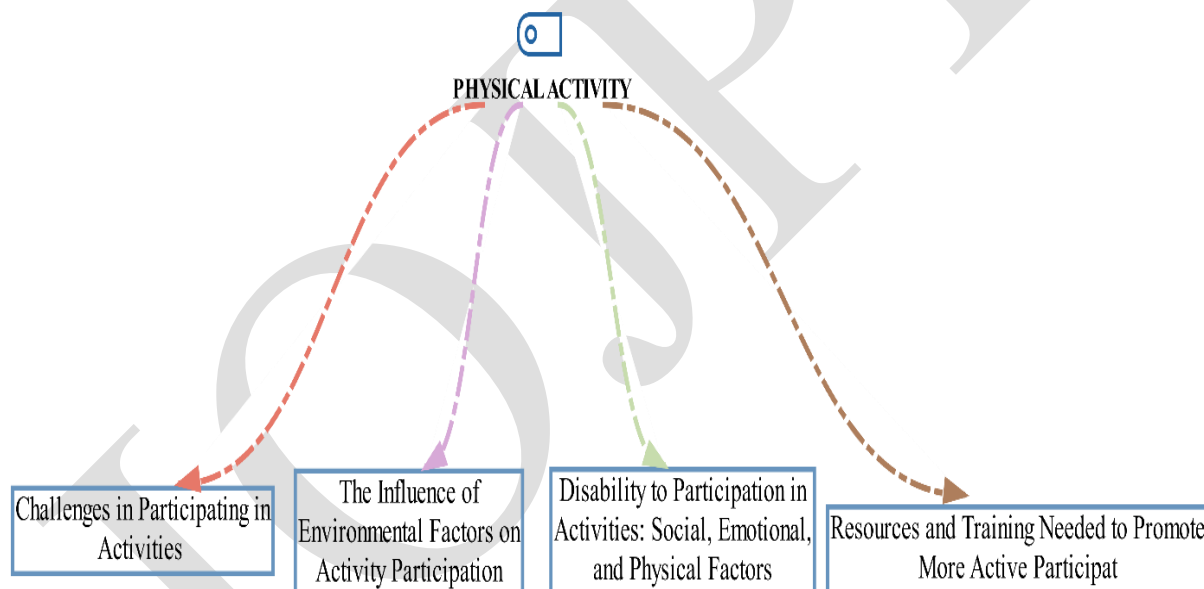 PHYSICAL ACTIVITY
Challenges in Participating in
Activities
The Influence of
Environmental Factors on
Activity Participation
Disability to Participation in
Activities: Social, Emotional,
and Physical Factors
Resources and Training Needed to Promote
More Active Participat